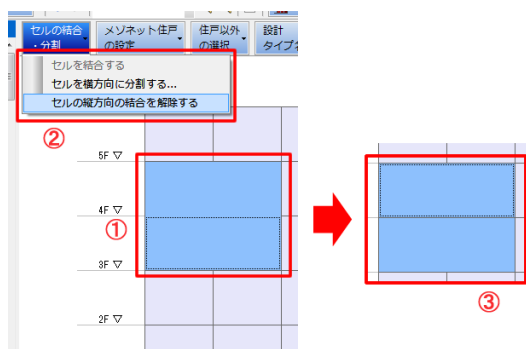 セルの結合
・分割
メゾネット住戸
の設定
住戸以外
の選択
設計
セルを結合する
セルを横方向に分割する...
セルの縦方向の結合を解除する
②
5F ▽
4F ▽
①
3F ▽
③
2F ▽